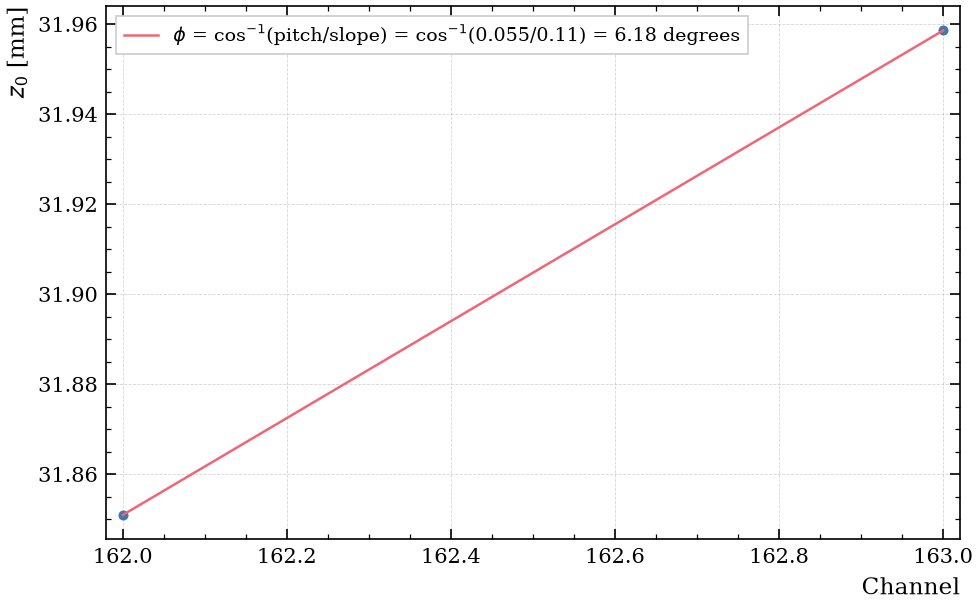 z₀ [mm]
ϕ = cos⁻¹(pitch/slope) = cos⁻¹(0.055/0.11) = 6.18 degrees
31.96
31.94
31.92
31.90
31.88
31.86
162.0 162.2 162.4 162.6 162.8 163.0
Channel